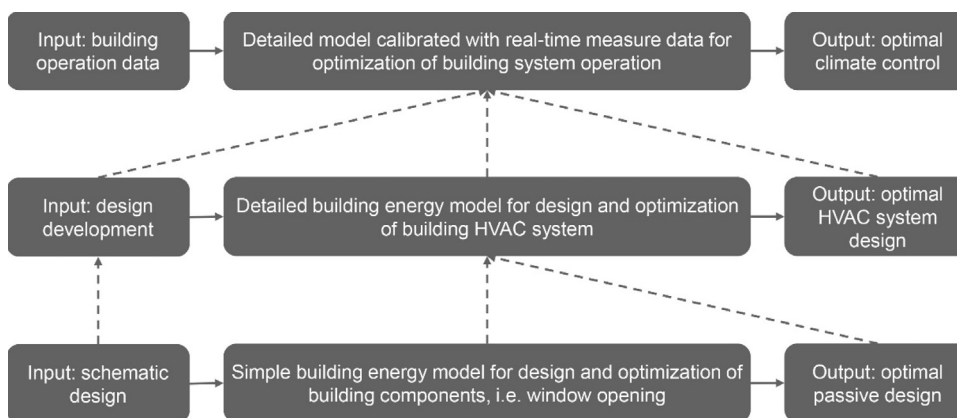 Input: building
operation data
Detailed model calibrated with real-time measure data for
optimization of building system operation
Output: optimal
climate control
Input: design
development
Detailed building energy model for design and optimization
of building HVAC system
Output: optimal
HVAC system
design
Input: schematic
design
Simple building energy model for design and optimization of
building components, i.e. window opening
Output: optimal
passive design